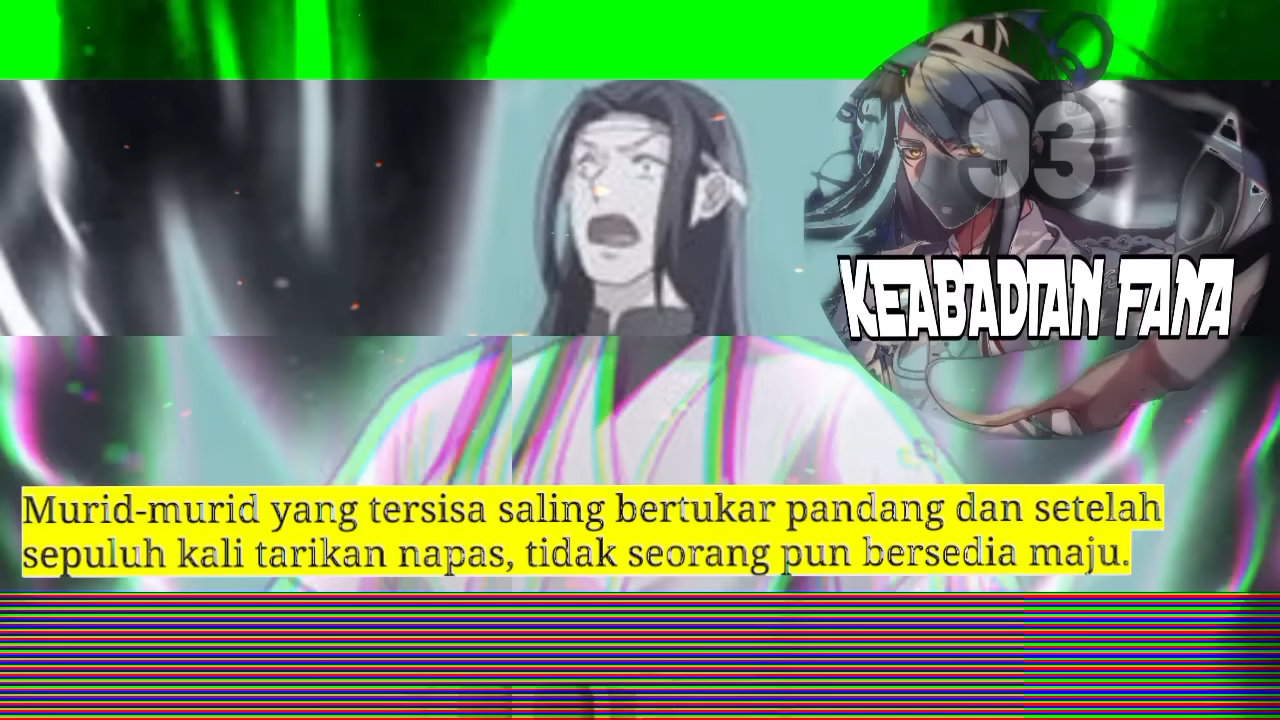 93
KEABADIAN FANA
Murid-murid yang tersisa saling bertukar pandang dan setelah
sepuluh kali tarikan napas, tidak seorang pun bersedia maju.